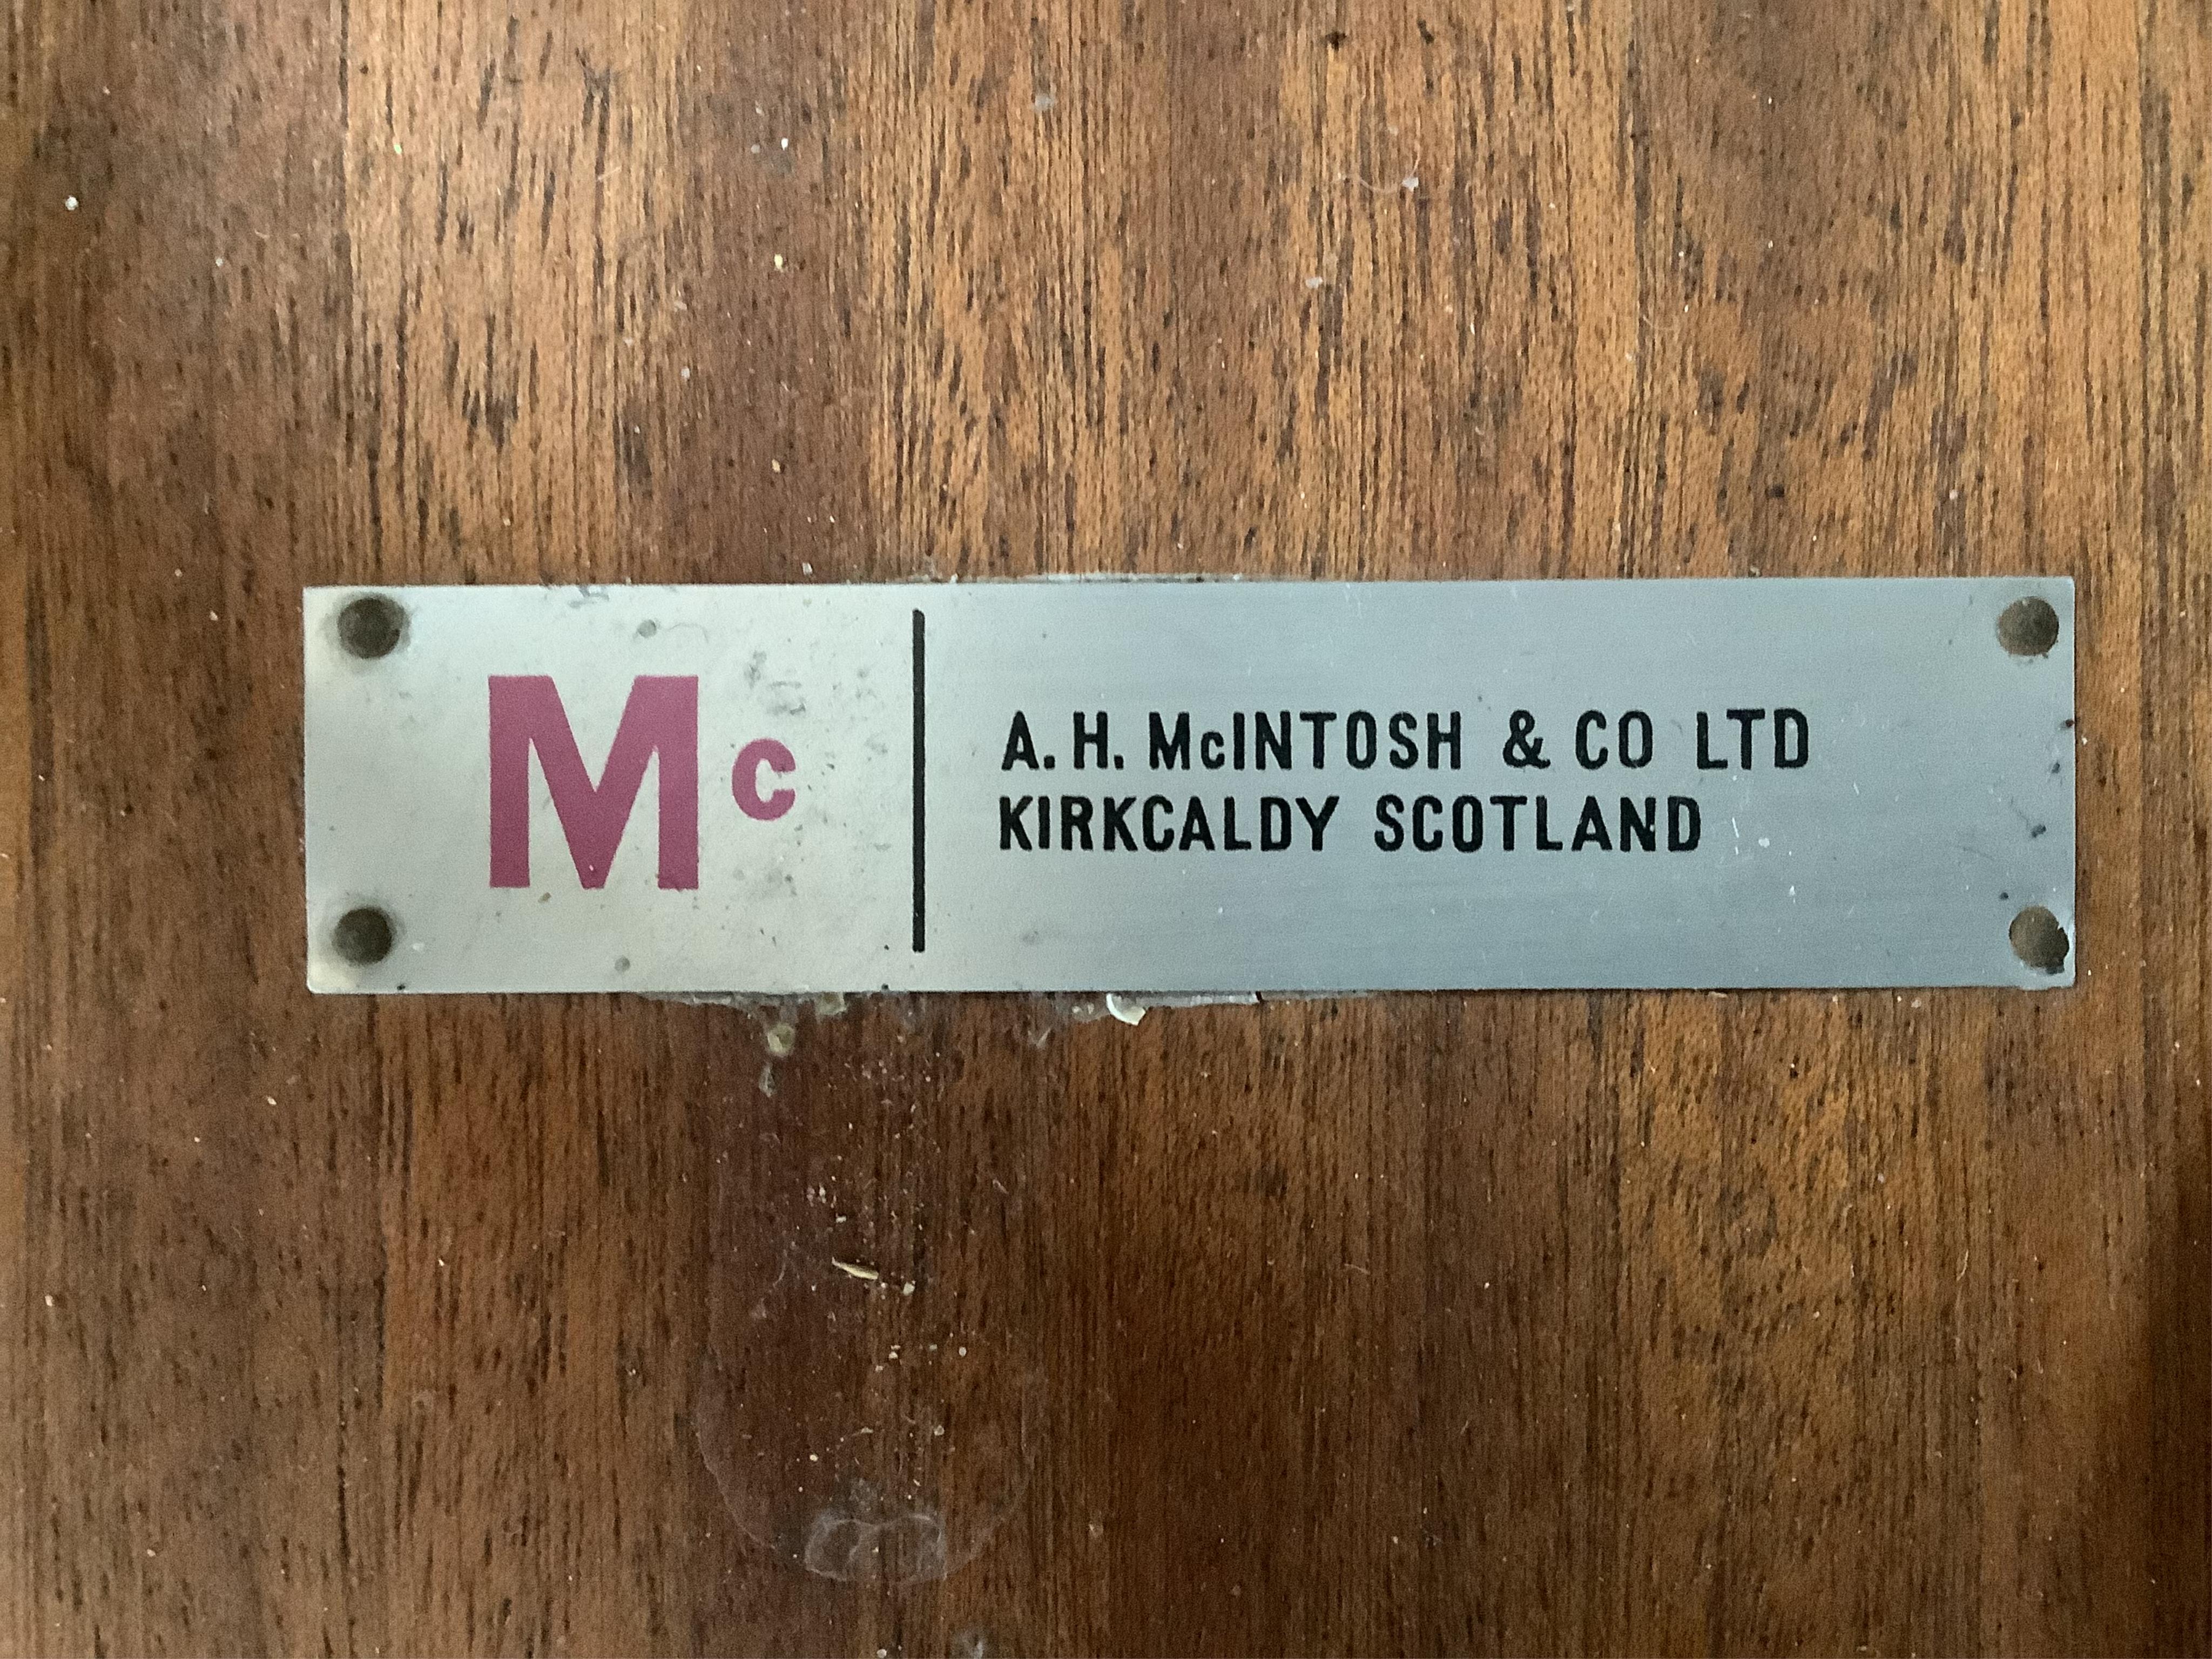 Mc
A. H. McINTOSH & CO LTD
KIRKCALDY SCOTLAND